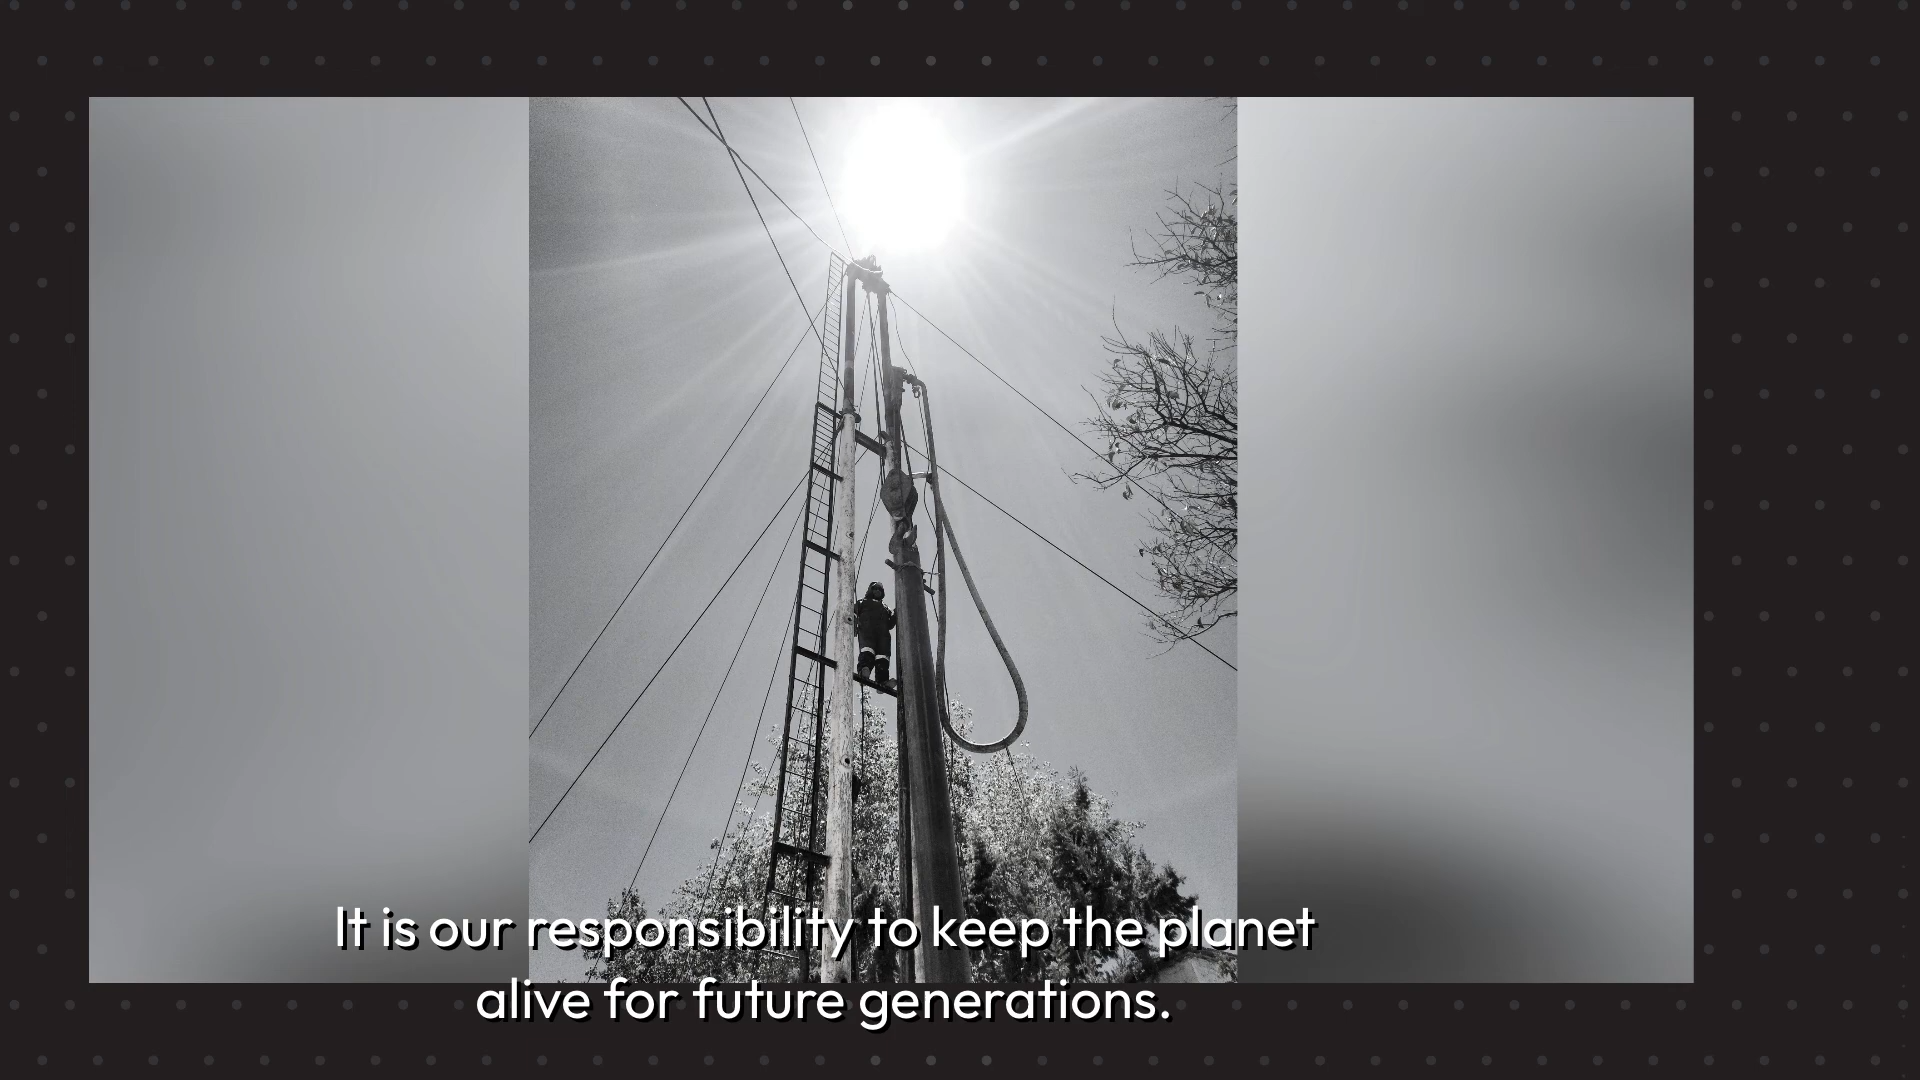 It is our responsibility to keep the planet
alive for future generations.